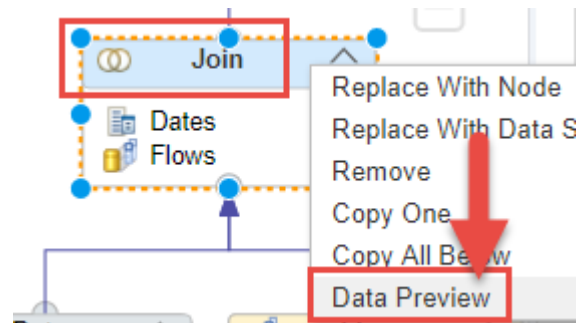 Join
Dates
Flows
Replace With Node
Replace With Data S
Remove
Copy One
Copy All Below
Data Preview